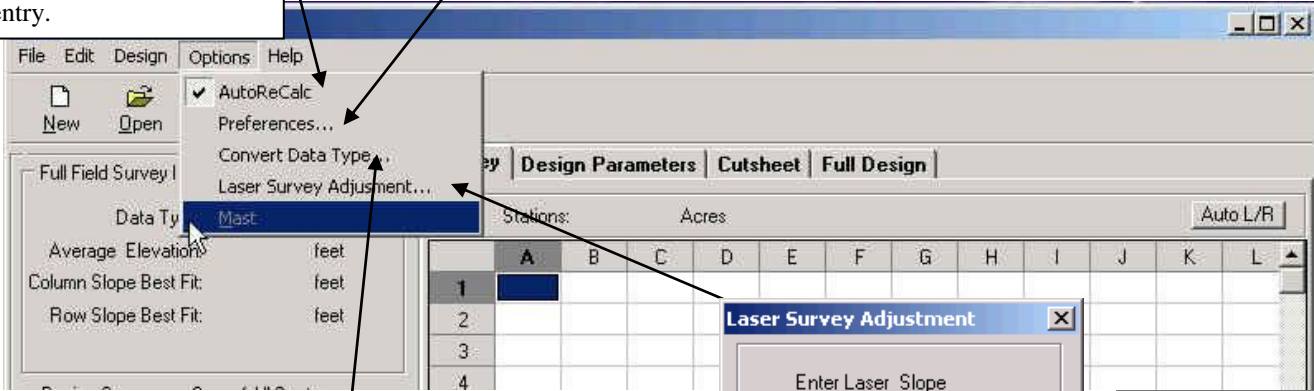 entry.
File Edit Design Options Help
AutoReCalc
New Open Preferences...
Convert Data Type...
Laser Survey Adjusment...
Mast
Full Field Survey
Data Ty
Average Elevation: feet
Column Slope Best Fit: feet
Row Slope Best Fit: feet
ey Design Parameters Cutsheet Full Design
Stations: Acres Auto L/R
A B C D E F G H I J K L
1
2
3
4
Laser Survey Adjustment
Enter Laser Slope